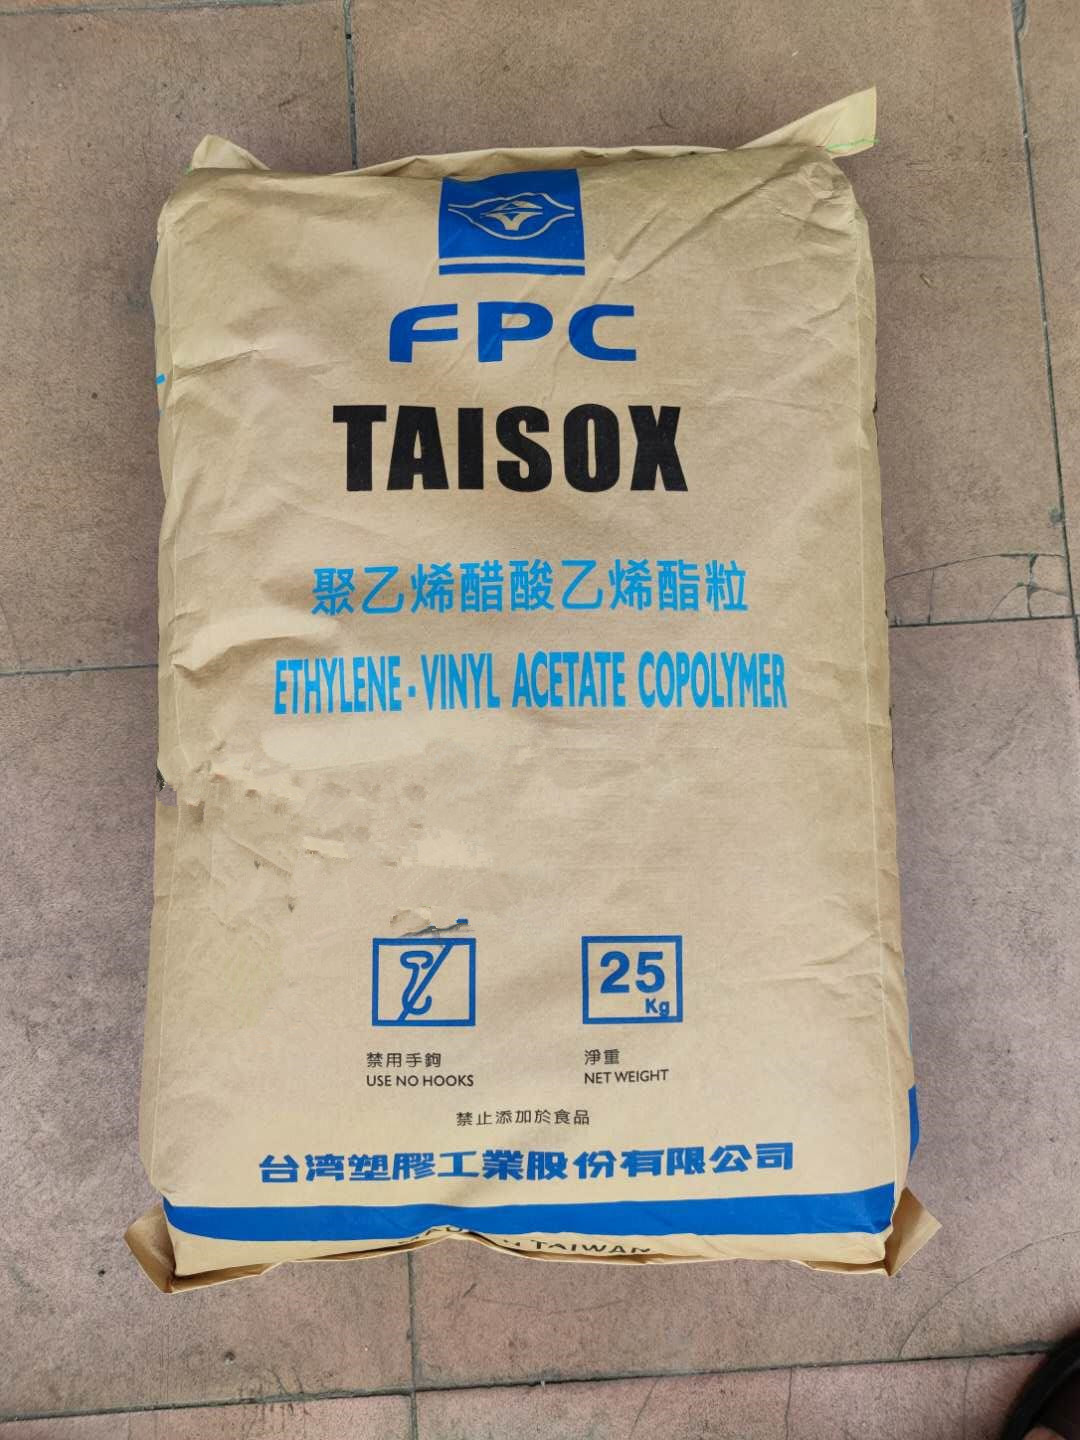 FPC
TAISOX
聚乙烯醋酸乙烯酯粒
ETHYLENE-VINYL ACETATE COPOLYMER
25
Kg
禁用手鉤
USE NO HOOKS
淨重
NET WEIGHT
禁止添加於食品
台湾塑膠工業股份有限公司
TAIWAN